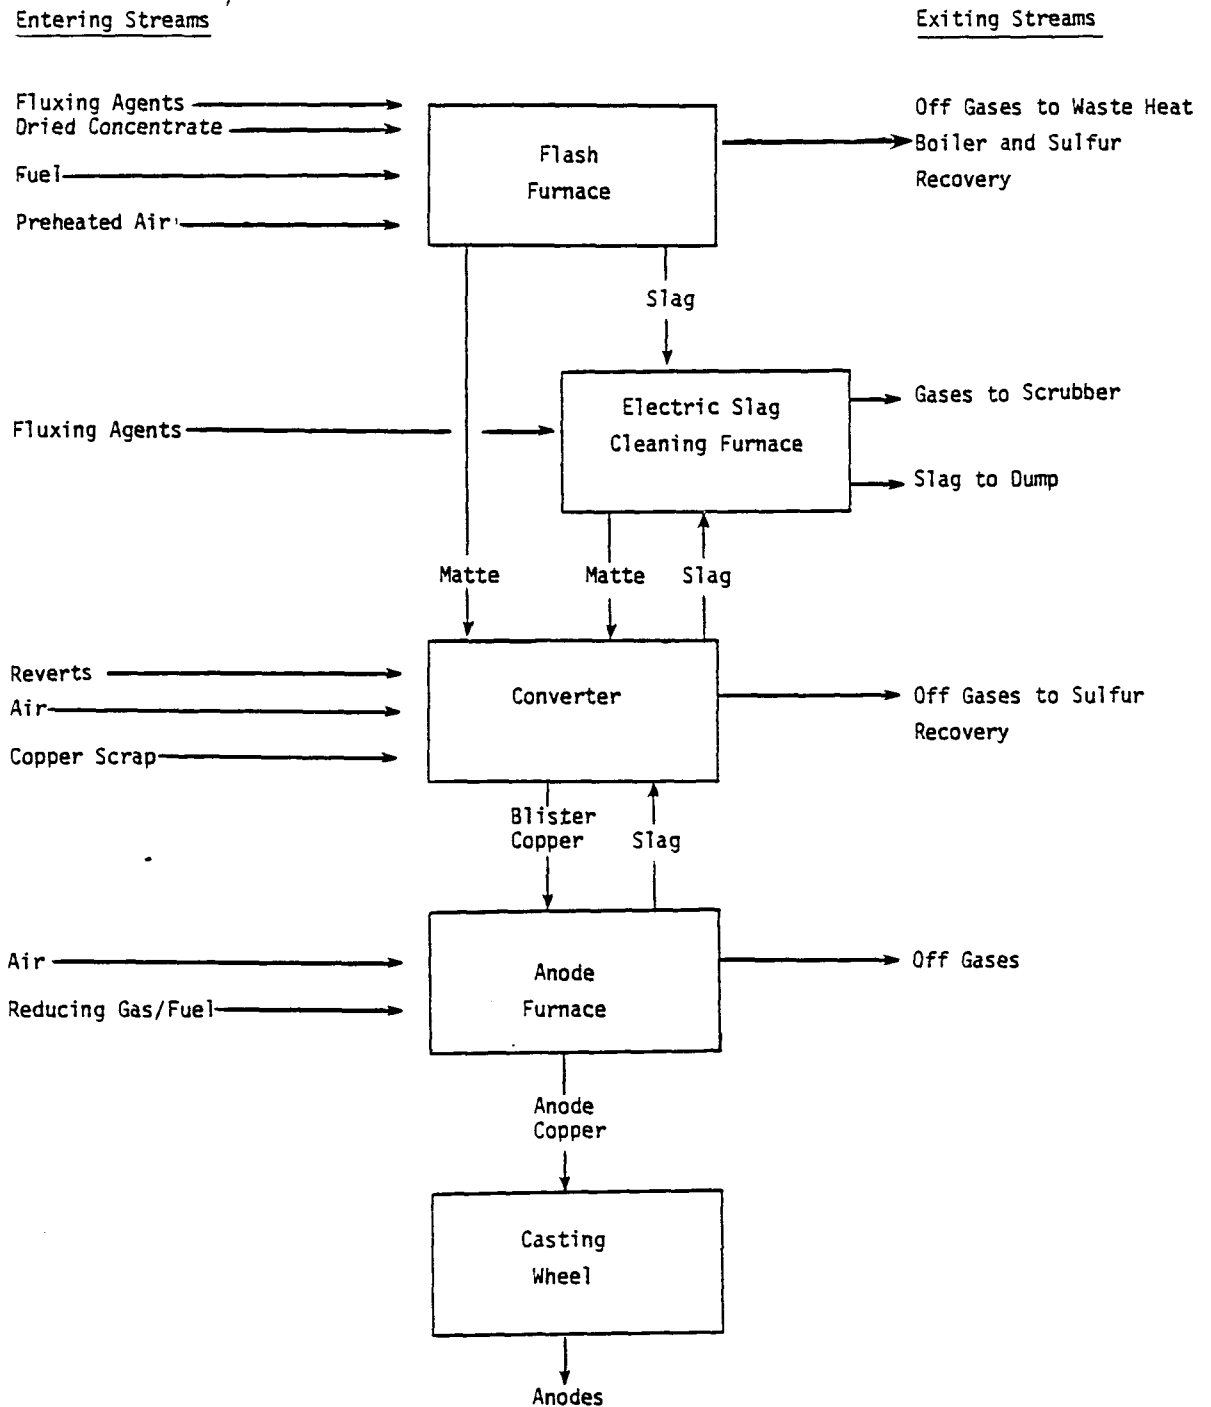 Entering Streams
Exiting Streams
Fluxing Agents
Dried Concentrate
Fuel
Preheated Air
Flash
Furnace
Off Gases to Waste Heat
Boiler and Sulfur
Recovery
Slag
Fluxing Agents
Electric Slag
Cleaning Furnace
Gases to Scrubber
Slag to Dump
Matte
Matte
Slag
Reverts
Air
Copper Scrap
Converter
Off Gases to Sulfur
Recovery
Blister
Copper
Slag
Air
Reducing Gas/Fuel
Anode
Furnace
Off Gases
Anode
Copper
Casting
Wheel
Anodes